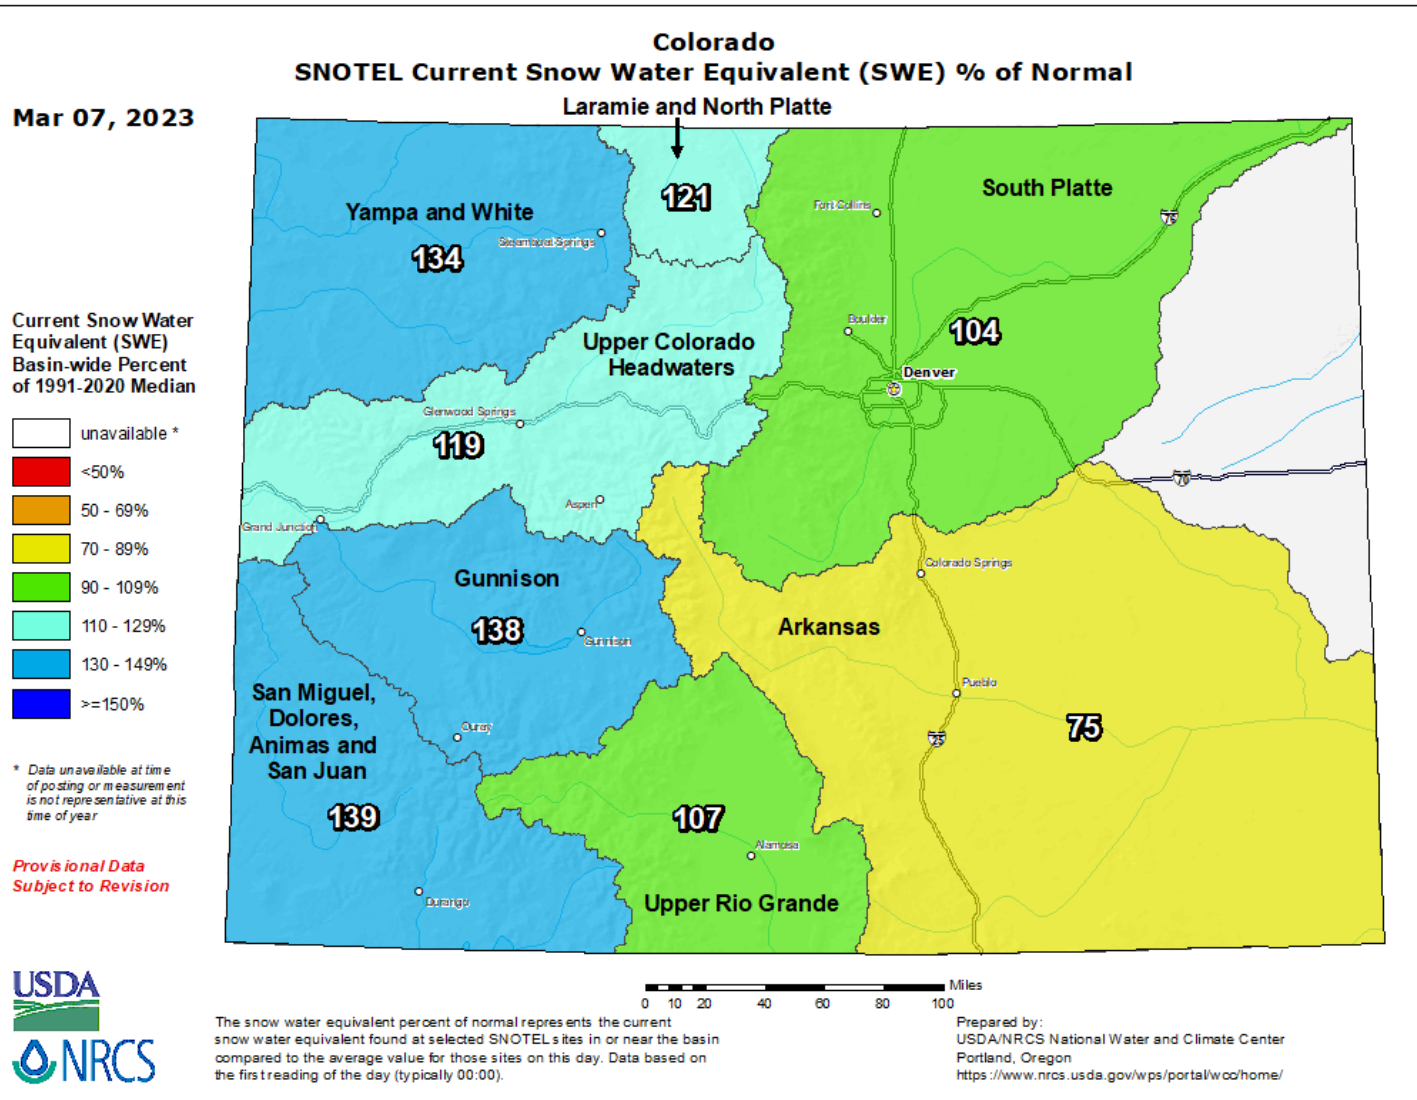 Colorado
SNOTEL Current Snow Water Equivalent (SWE) % of Normal
Mar 07, 2023
Laramie and North Platte
121
South Platte
Fort Collins
76
Yampa and White
Steamboat Springs
134
104
Boulder
Denver
Upper Colorado
Headwaters
Glenwood Springs
119
Aspen
Grand Junction
70
Colorado Springs
Gunnison
138
Gunnison
Arkansas
Pueblo
75
25
San Miguel,
Dolores,
Animas and
San Juan
Ouray
139
107
Alamosa
Upper Rio Grande
Durango
Current Snow Water
Equivalent (SWE)
Basin-wide Percent
of 1991-2020 Median
unavailable *
<50%
50 - 69%
70 - 89%
90 - 109%
110 - 129%
130 - 149%
>=150%
* Data unavailable at time
of posting or measurement
is not representative at this
time of year
Provisional Data
Subject to Revision
USDA
NRCS
Miles
0 10 20 40 60 80 100
The snow water equivalent percent of normal represents the current
snow water equivalent found at selected SNOTEL sites in or near the basin
compared to the average value for those sites on this day. Data based on
the first reading of the day (typically 00:00).
Prepared by:
USDA/NRCS National Water and Climate Center
Portland, Oregon
https://www.nrcs.usda.gov/wps/portal/wcc/home/